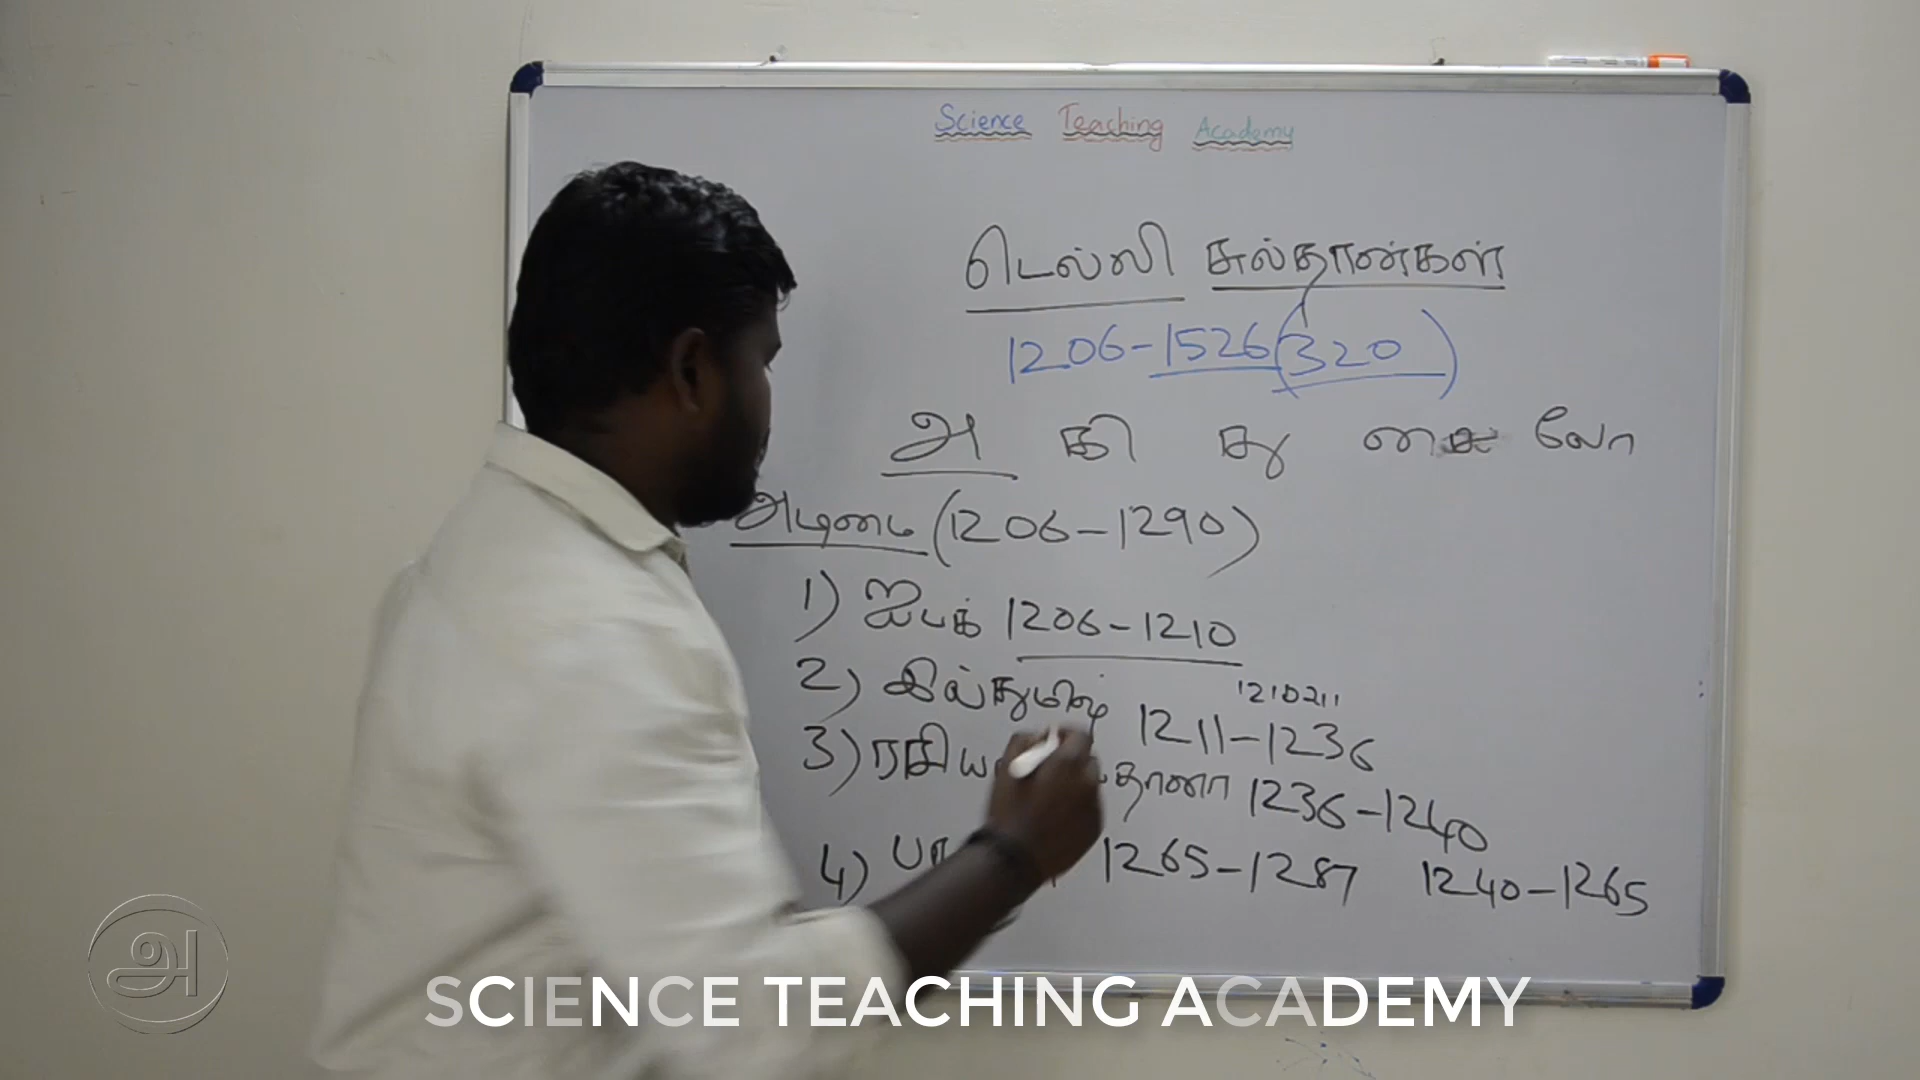 Science Teaching Academy
டெல்லி சுல்தான்கள்
1206-1526(320)
அ கி து சை லோ
அடிமை (1206-1290)
1) ஐபக் 1206-1210
2) இல்துமிஷ் 1211-1236
1210211
3) 1236-1240
4) 1265-1287 1240-1265
அ
SCIENCE TEACHING ACADEMY